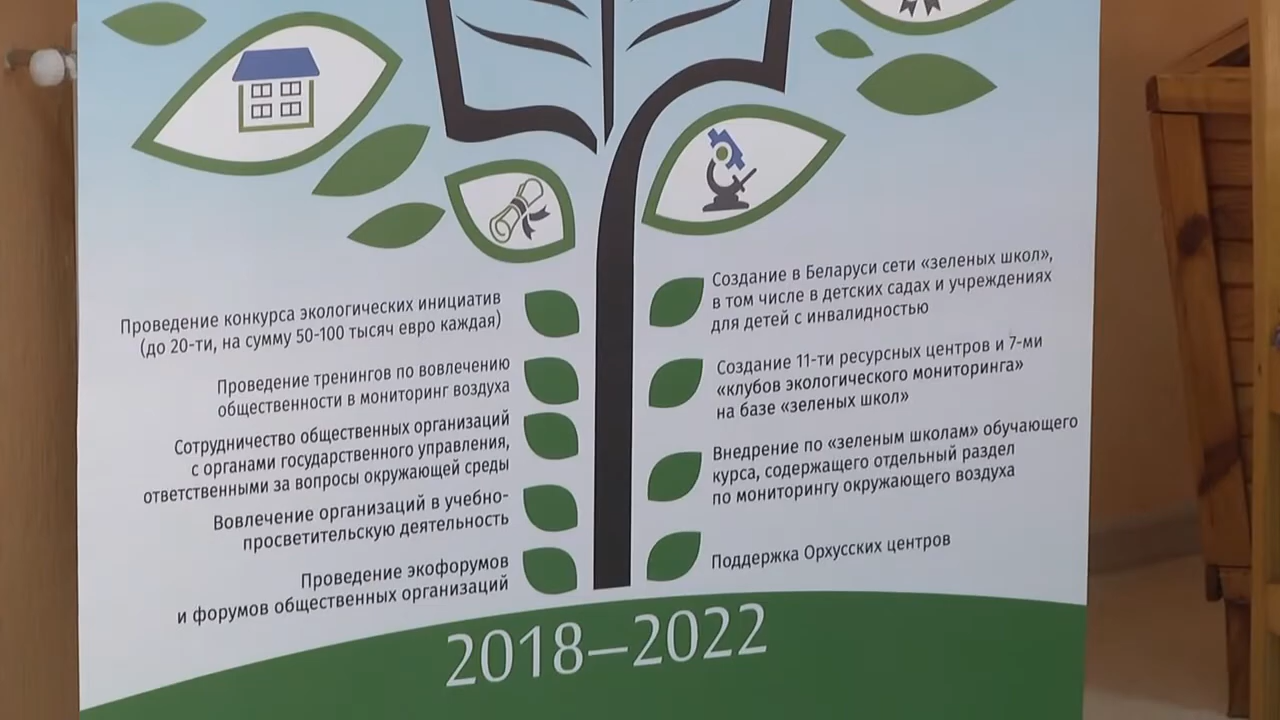 Проведение конкурса экологических инициатив
(до 20-ти, на сумму 50-100 тысяч евро каждая)
Проведение тренингов по вовлечению
общественности в мониторинг воздуха
Сотрудничество общественных организаций
с органами государственного управления,
ответственными за вопросы окружающей среды
Вовлечение организаций в учебно-
просветительскую деятельность
Проведение экофорумов
и форумов общественных организаций
Создание в Беларуси сети «зеленых школ»,
в том числе в детских садах и учреждениях
для детей с инвалидностью
Создание 11-ти ресурсных центров и 7-ми
«клубов экологического мониторинга»
на базе «зеленых школ»
Внедрение по «зеленым школам» обучающего
курса, содержащего отдельный раздел
по мониторингу окружающего воздуха
Поддержка Орхусских центров
2018–2022